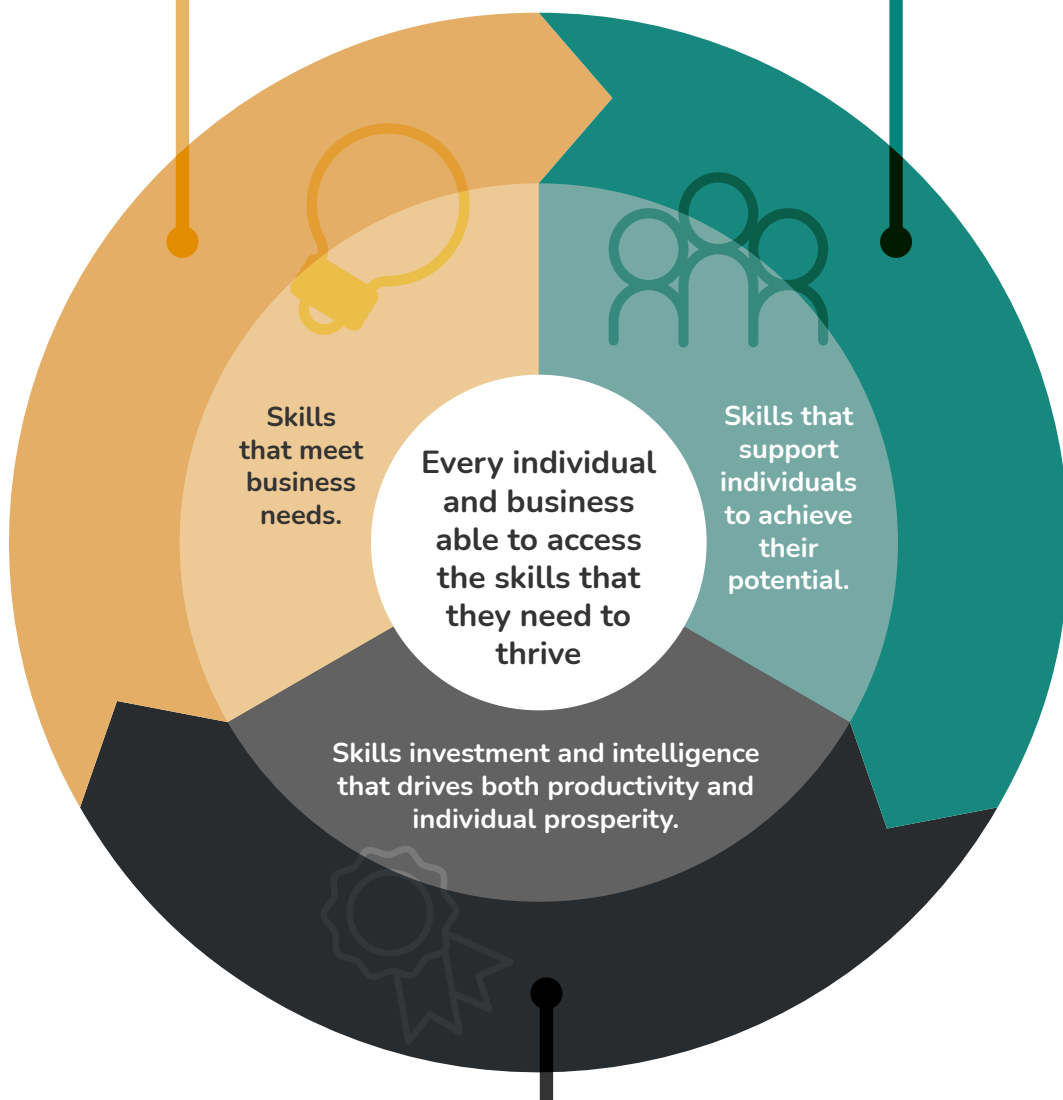 Skills
that meet
business
needs.
Every individual
and business
able to access
the skills that
they need to
thrive
Skills that
support
individuals
to achieve
their
potential.
Skills investment and intelligence
that drives both productivity and
individual prosperity.